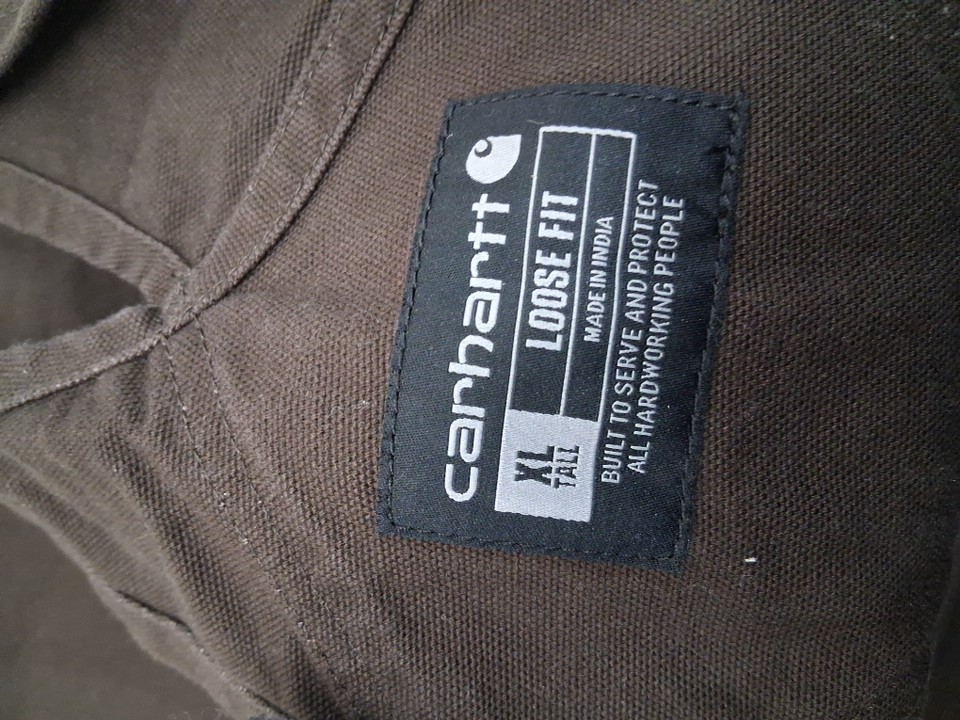 carhartt
XL
TALL
LOOSE FIT
MADE IN INDIA
BUILT TO SERVE AND PROTECT
ALL HARDWORKING PEOPLE